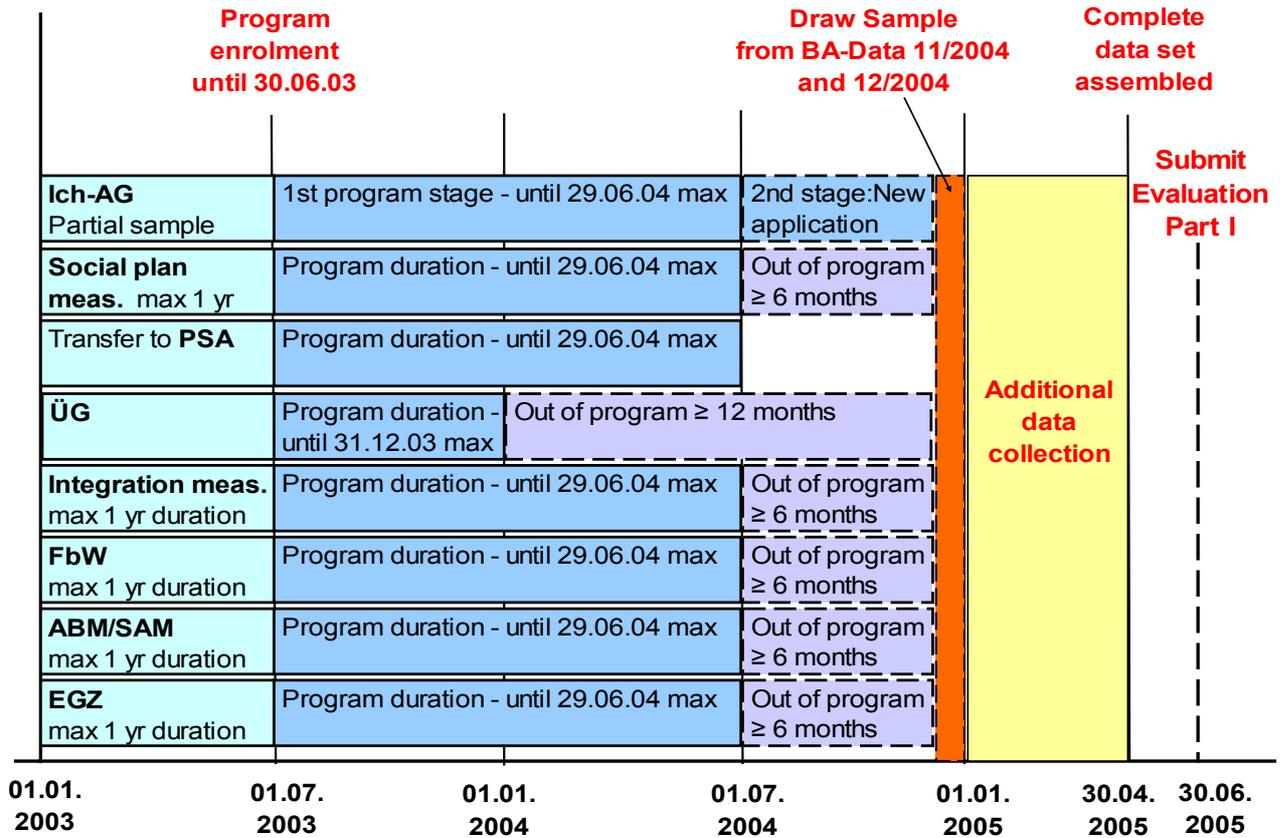 Program
enrolment
until 30.06.03
Draw Sample
from BA-Data 11/2004
and 12/2004
Complete
data set
assembled
Submit
Evaluation
Part I
Ich-AG
Partial sample
1st program stage - until 29.06.04 max
2nd stage:New
application
Social plan
meas. max 1 yr
Program duration - until 29.06.04 max
Out of program
≥ 6 months
Transfer to PSA
Program duration - until 29.06.04 max
ÜG
Program duration -
until 31.12.03 max
Out of program ≥ 12 months
Integration meas.
max 1 yr duration
Program duration - until 29.06.04 max
Out of program
≥ 6 months
FbW
max 1 yr duration
Program duration - until 29.06.04 max
Out of program
≥ 6 months
ABM/SAM
max 1 yr duration
Program duration - until 29.06.04 max
Out of program
≥ 6 months
EGZ
max 1 yr duration
Program duration - until 29.06.04 max
Out of program
≥ 6 months
Additional
data
collection
01.01.
2003
01.07.
2003
01.01.
2004
01.07.
2004
01.01.
2005
30.04.
2005
30.06.
2005